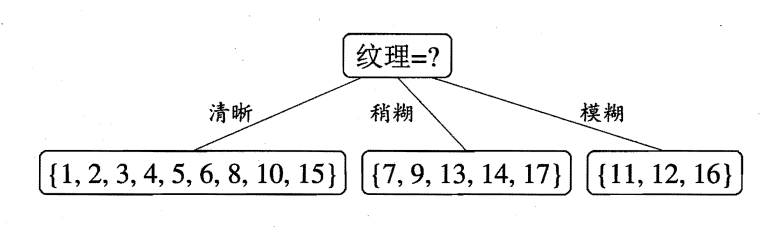 纹理=?
清晰
稍糊
模糊
{1, 2, 3, 4, 5, 6, 8, 10, 15}
{7, 9, 13, 14, 17}
{11, 12, 16}